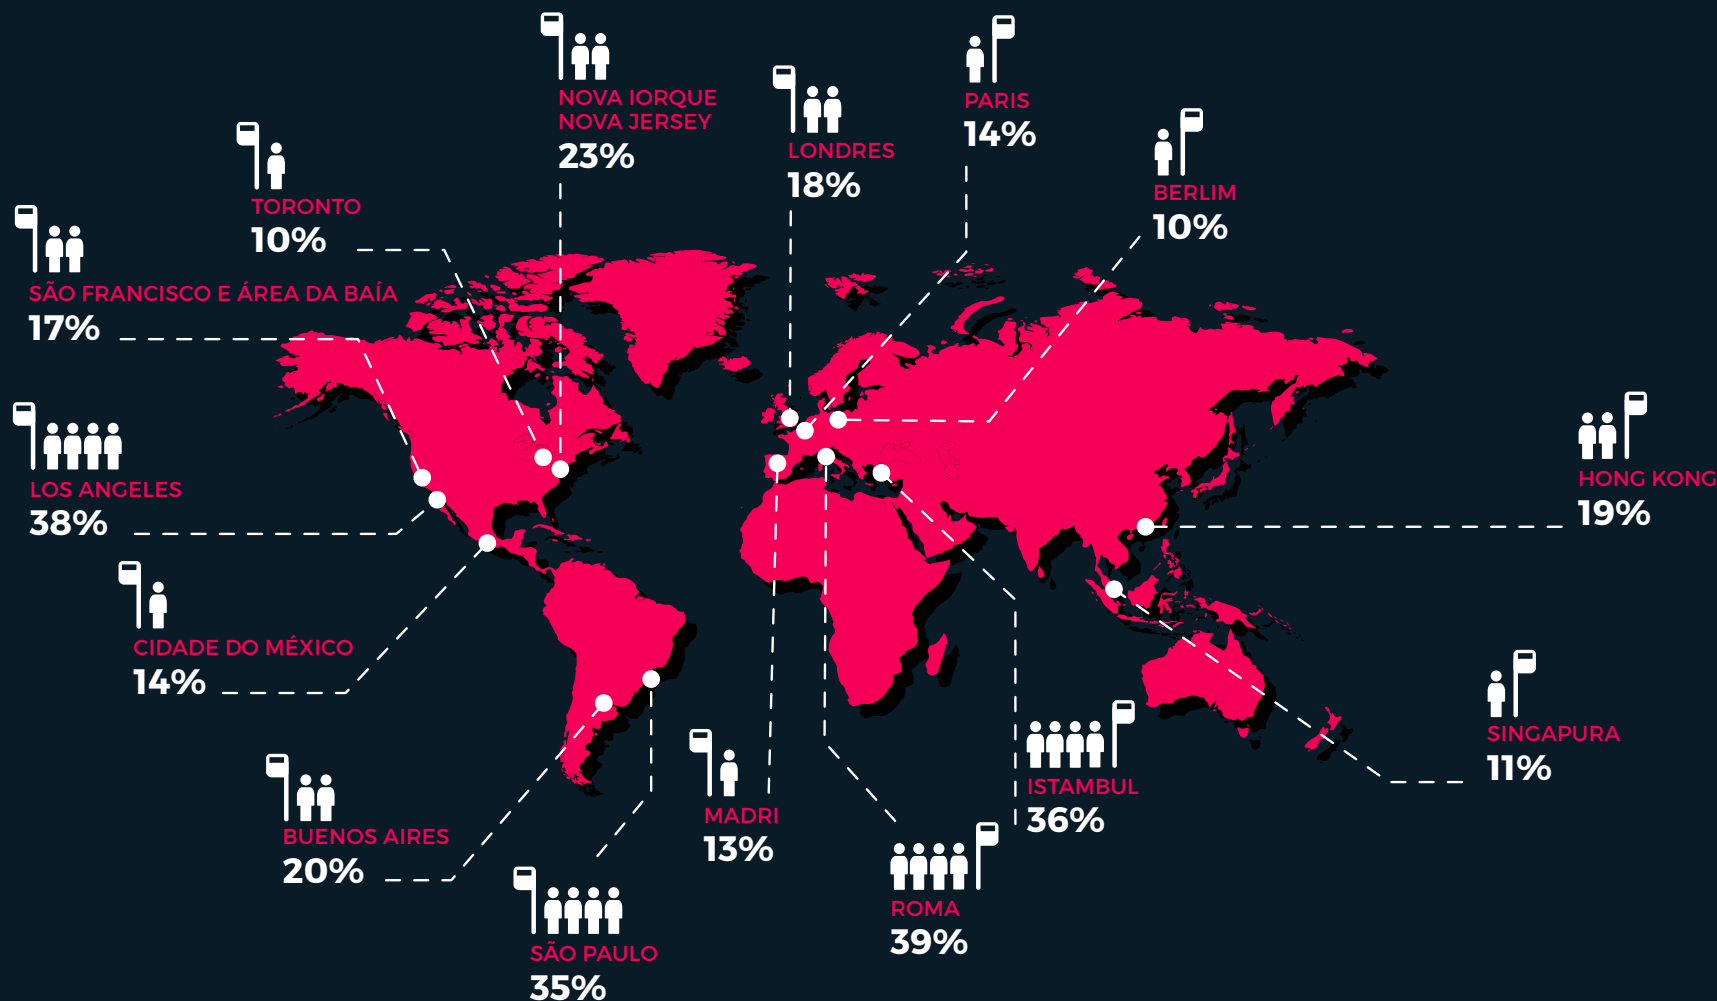 NOVA IORQUE
NOVA JERSEY
23%
LONDRES
18%
PARIS
14%
BERLIM
10%
TORONTO
10%
SÃO FRANCISCO E ÁREA DA BAÍA
17%
LOS ANGELES
38%
HONG KONG
19%
CIDADE DO MÉXICO
14%
SINGAPURA
11%
BUENOS AIRES
20%
MADRI
13%
ISTAMBUL
36%
ROMA
39%
SÃO PAULO
35%